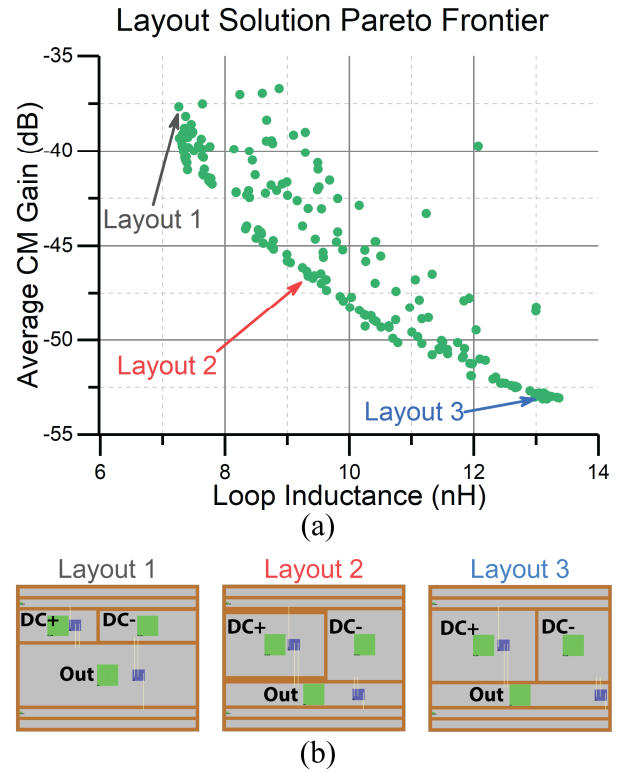 Layout Solution Pareto Frontier
-35
-40
-45
-50
-55
Average CM Gain (dB)
Layout 1
Layout 2
Layout 3
6
8
10
12
14
Loop Inductance (nH)
(a)
Layout 1
Layout 2
Layout 3
DC+
DC-
Out
DC+
DC-
Out
DC+
DC-
Out
(b)